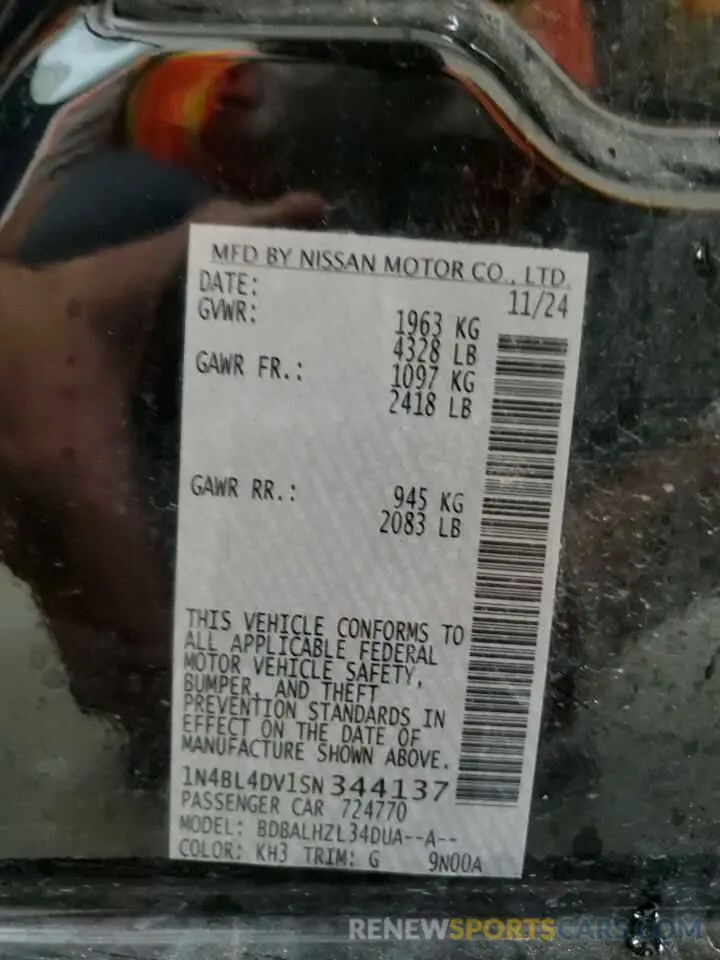 MFD BY NISSAN MOTOR CO., LTD.
DATE: 11/24
GVWR: 1963 KG
4328 LB
GAWR FR.: 1097 KG
2418 LB
GAWR RR.: 945 KG
2083 LB
THIS VEHICLE CONFORMS TO
ALL APPLICABLE FEDERAL
MOTOR VEHICLE SAFETY,
BUMPER, AND THEFT
PREVENTION STANDARDS IN
EFFECT ON THE DATE OF
MANUFACTURE SHOWN ABOVE.
1N4BL4DV1SN 344137
PASSENGER CAR 724770
MODEL: BDBALHZL34DUA--A--
COLOR: KH3 TRIM: G 9N00A
RENEWSPORTSCARS.COM